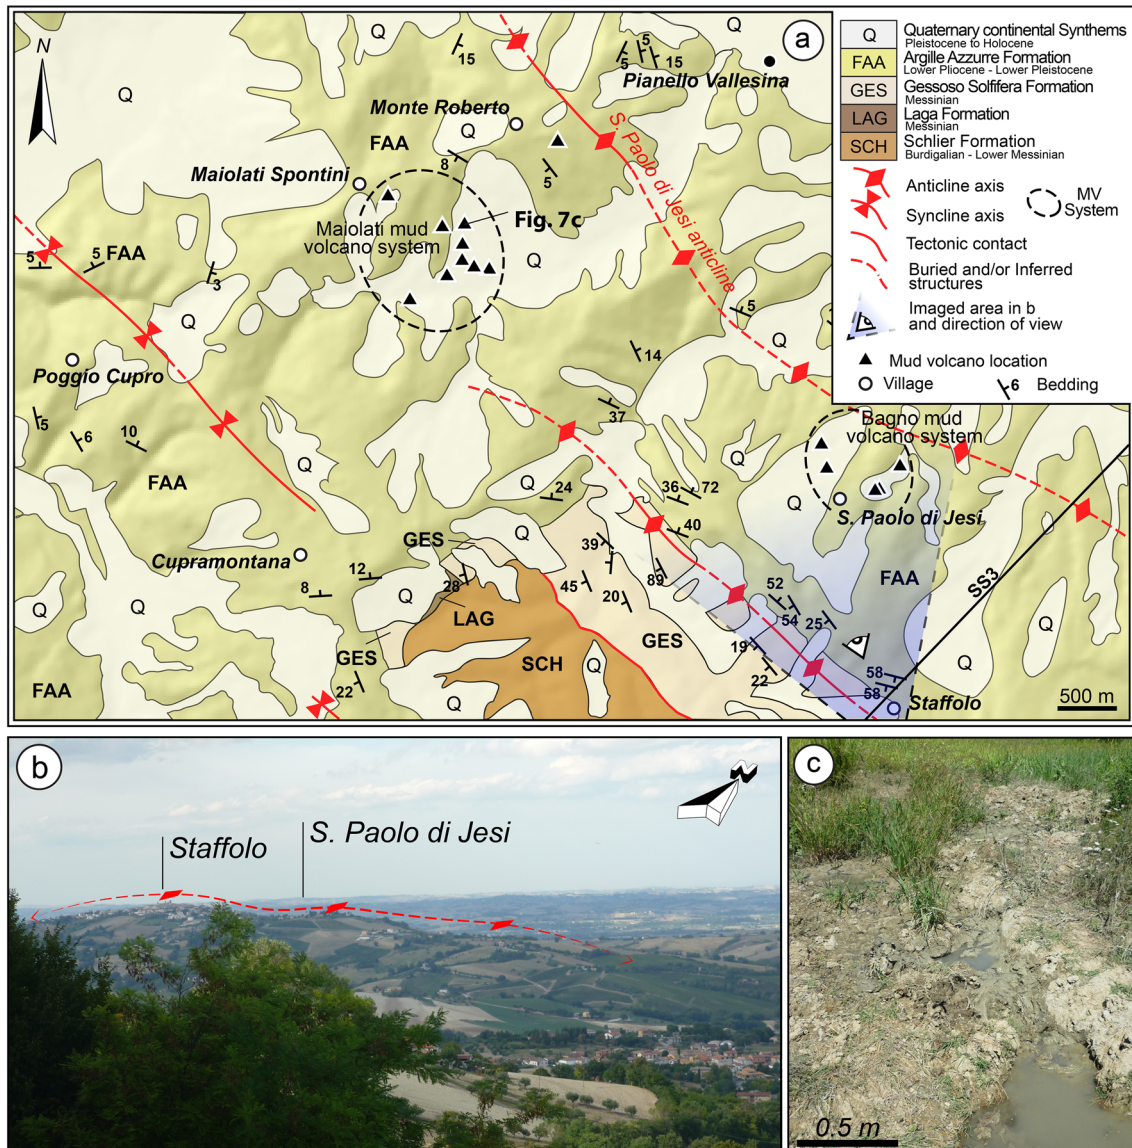 a
N
Q
Quaternary continental Synthems
Pleistocene to Holocene
FAA
Argille Azzurre Formation
Lower Pliocene - Lower Pleistocene
GES
Gessoso Solfifera Formation
Messinian
LAG
Laga Formation
Messinian
SCH
Schlier Formation
Burdigalian - Lower Messinian
Anticline axis
Syncline axis
MV
System
Tectonic contact
Buried and/or Inferred
structures
Imaged area in b
and direction of view
Mud volcano location
Village
6
Bedding
Q
Q
Q
15
5
5
15
Pianello Vallesina
Q
Monte Roberto
Q
FAA
8
5
Maiolati Spontini
S. Paolo di Jesi anticline
Maiolati mud
volcano system
Fig. 7c
Q
5
FAA
5
3
Q
5
Q
14
Poggio Cupro
37
5
6
10
Bagno mud
volcano system
Q
FAA
Q
Q
24
36
72
Q
S. Paolo di Jesi
Q
40
GES
39
Cupramontana
12
28
45
89
52
FAA
SS3
8
Q
20
54
25
Q
Q
LAG
GES
Q
19
GES
SCH
Q
Q
22
58
FAA
22
Q
58
Staffolo
500 m
b
N
Staffolo
S. Paolo di Jesi
c
0.5 m